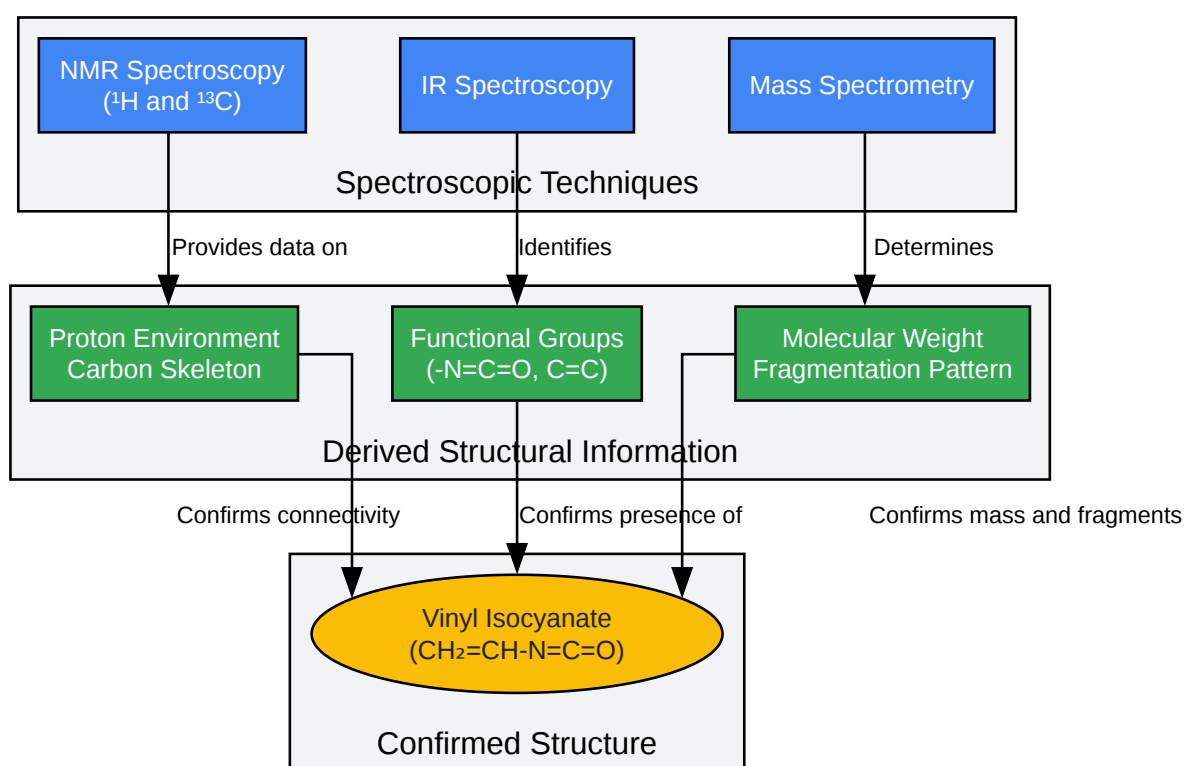 NMR Spectroscopy
(¹H and ¹³C)
IR Spectroscopy
Mass Spectrometry
Spectroscopic Techniques
Provides data on
Identifies
Determines
Proton Environment
Carbon Skeleton
Functional Groups
(-N=C=O, C=C)
Molecular Weight
Fragmentation Pattern
Derived Structural Information
Confirms connectivity
Confirms presence of
Confirms mass and fragments
Vinyl Isocyanate
(CH₂=CH-N=C=O)
Confirmed Structure